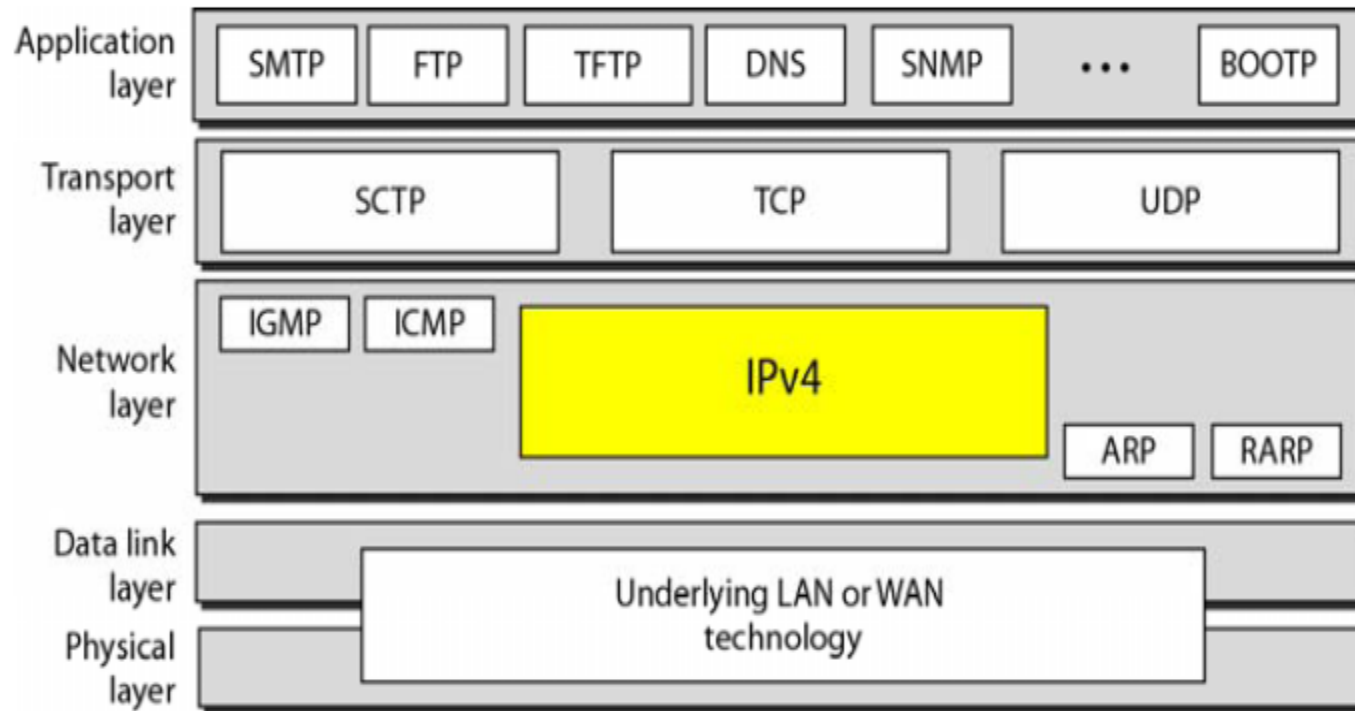 Application
layer
SMTP FTP TFTP DNS SNMP ••• BOOTP
Transport
layer
SCTP TCP UDP
Network
layer
IGMP ICMP
IPv4
ARP RARP
Data link
layer
Underlying LAN or WAN
technology
Physical
layer